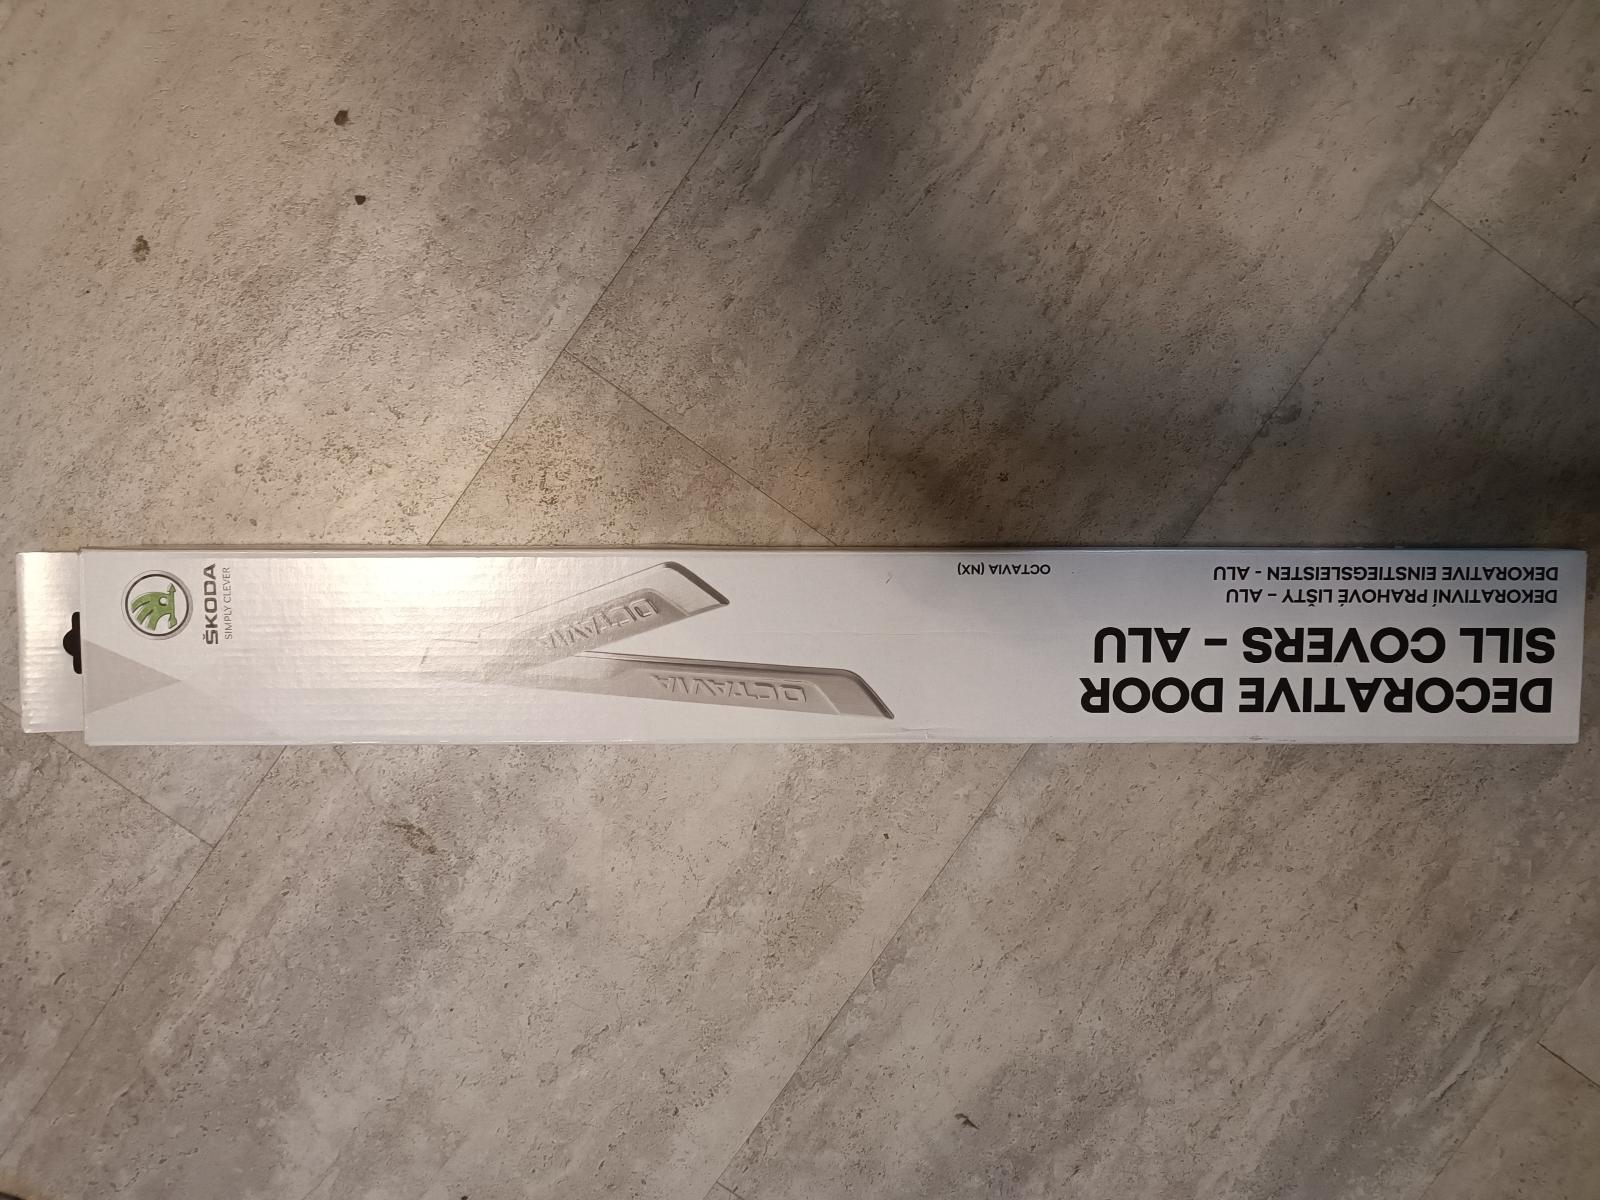 DECORATIVE DOOR
SILL COVERS – ALU
DEKORATIVNÍ PRAHOVÉ LIŠTY – ALU
DEKORATIVE EINSTIEGSLEISTEN - ALU
OCTAVIA (NX)
OCTAVIA
OCTAVIA
ŠKODA
SIMPLY CLEVER